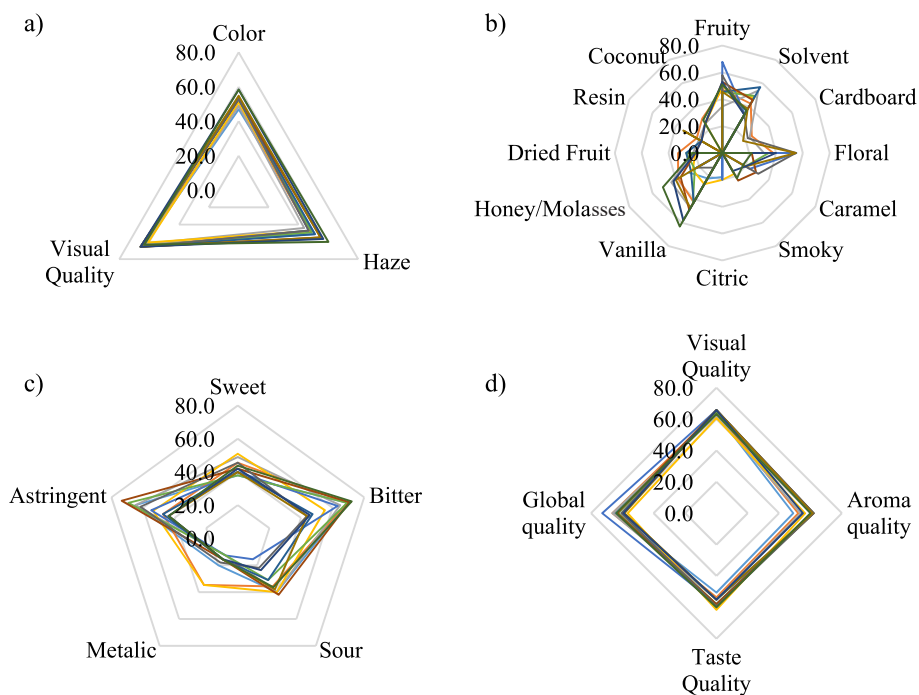 a)
Color
80.0
60.0
40.0
20.0
0.0
Visual
Quality
Haze
b)
Fruity
80.0
60.0
40.0
20.0
0.0
Solvent
Cardboard
Floral
Caramel
Smoky
Citric
Vanilla
Honey/Molasses
Dried Fruit
Resin
Coconut
c)
Sweet
80.0
60.0
40.0
20.0
0.0
Bitter
Sour
Metalic
Astringent
d)
Visual
Quality
80.0
60.0
40.0
20.0
0.0
Aroma
quality
Taste
Quality
Global
quality